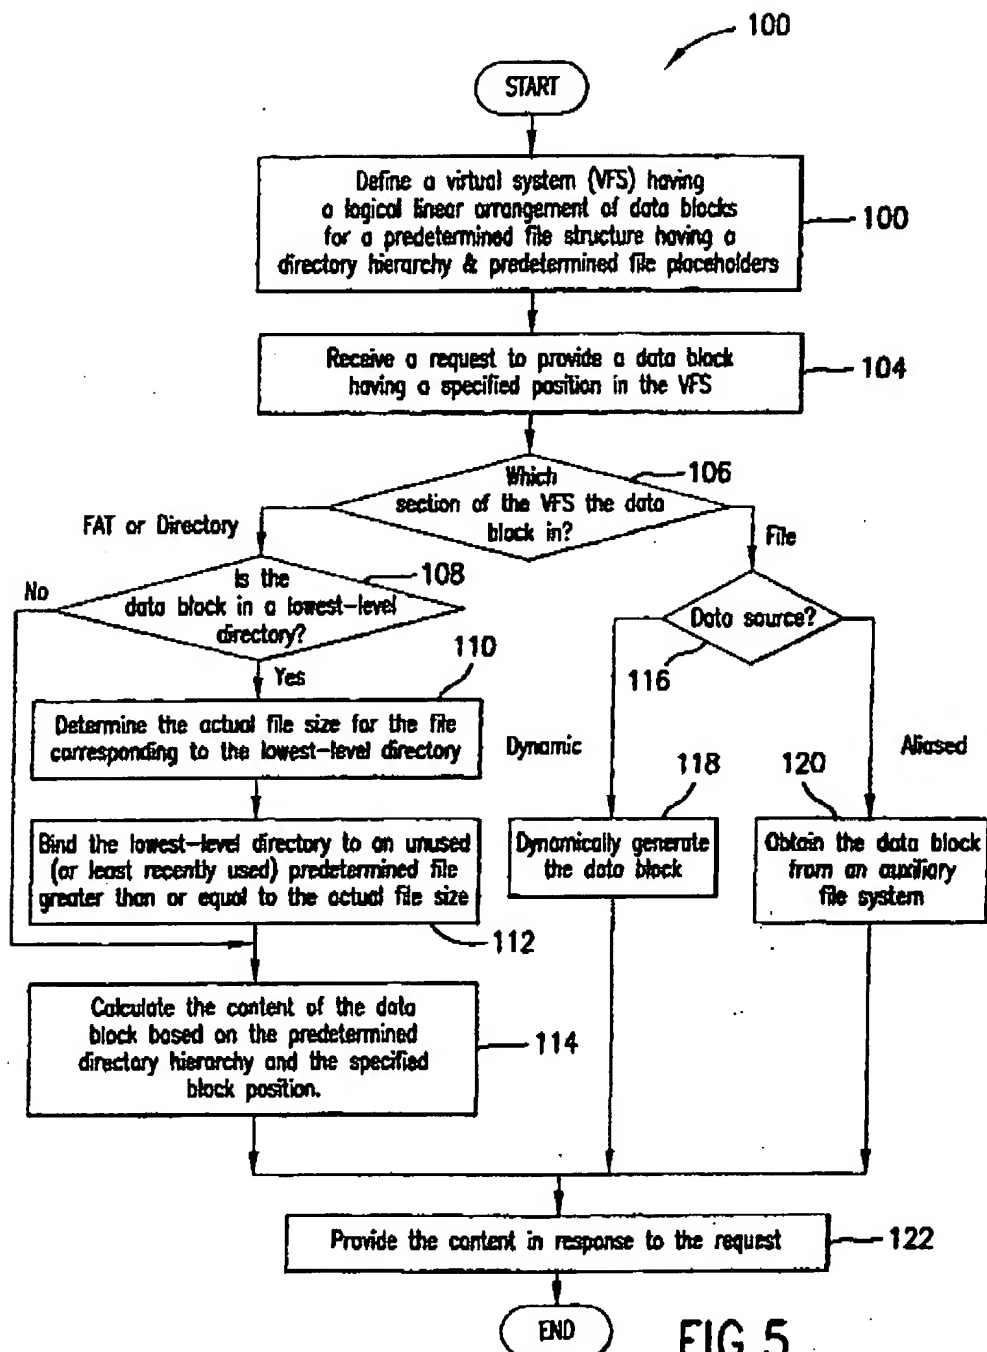 100
START
Define a virtual system (VFS) having
a logical linear arrangement of data blocks
for a predetermined file structure having a
directory hierarchy & predetermined file placeholders
100
Receive a request to provide a data block
having a specified position in the VFS
104
Which
section of the VFS the data
block in?
106
FAT or Directory
File
Is the
data block in a lowest-level
directory?
108
No
Yes
Data source?
116
110
Determine the actual file size for the file
corresponding to the lowest-level directory
Dynamic
Aliased
118
120
Bind the lowest-level directory to an unused
(or least recently used) predetermined file
greater than or equal to the actual file size
112
Dynamically generate
the data block
Obtain the data block
from an auxiliary
file system
Calculate the content of the data
block based on the predetermined
directory hierarchy and the specified
block position.
114
Provide the content in response to the request
122
END
FIG 5